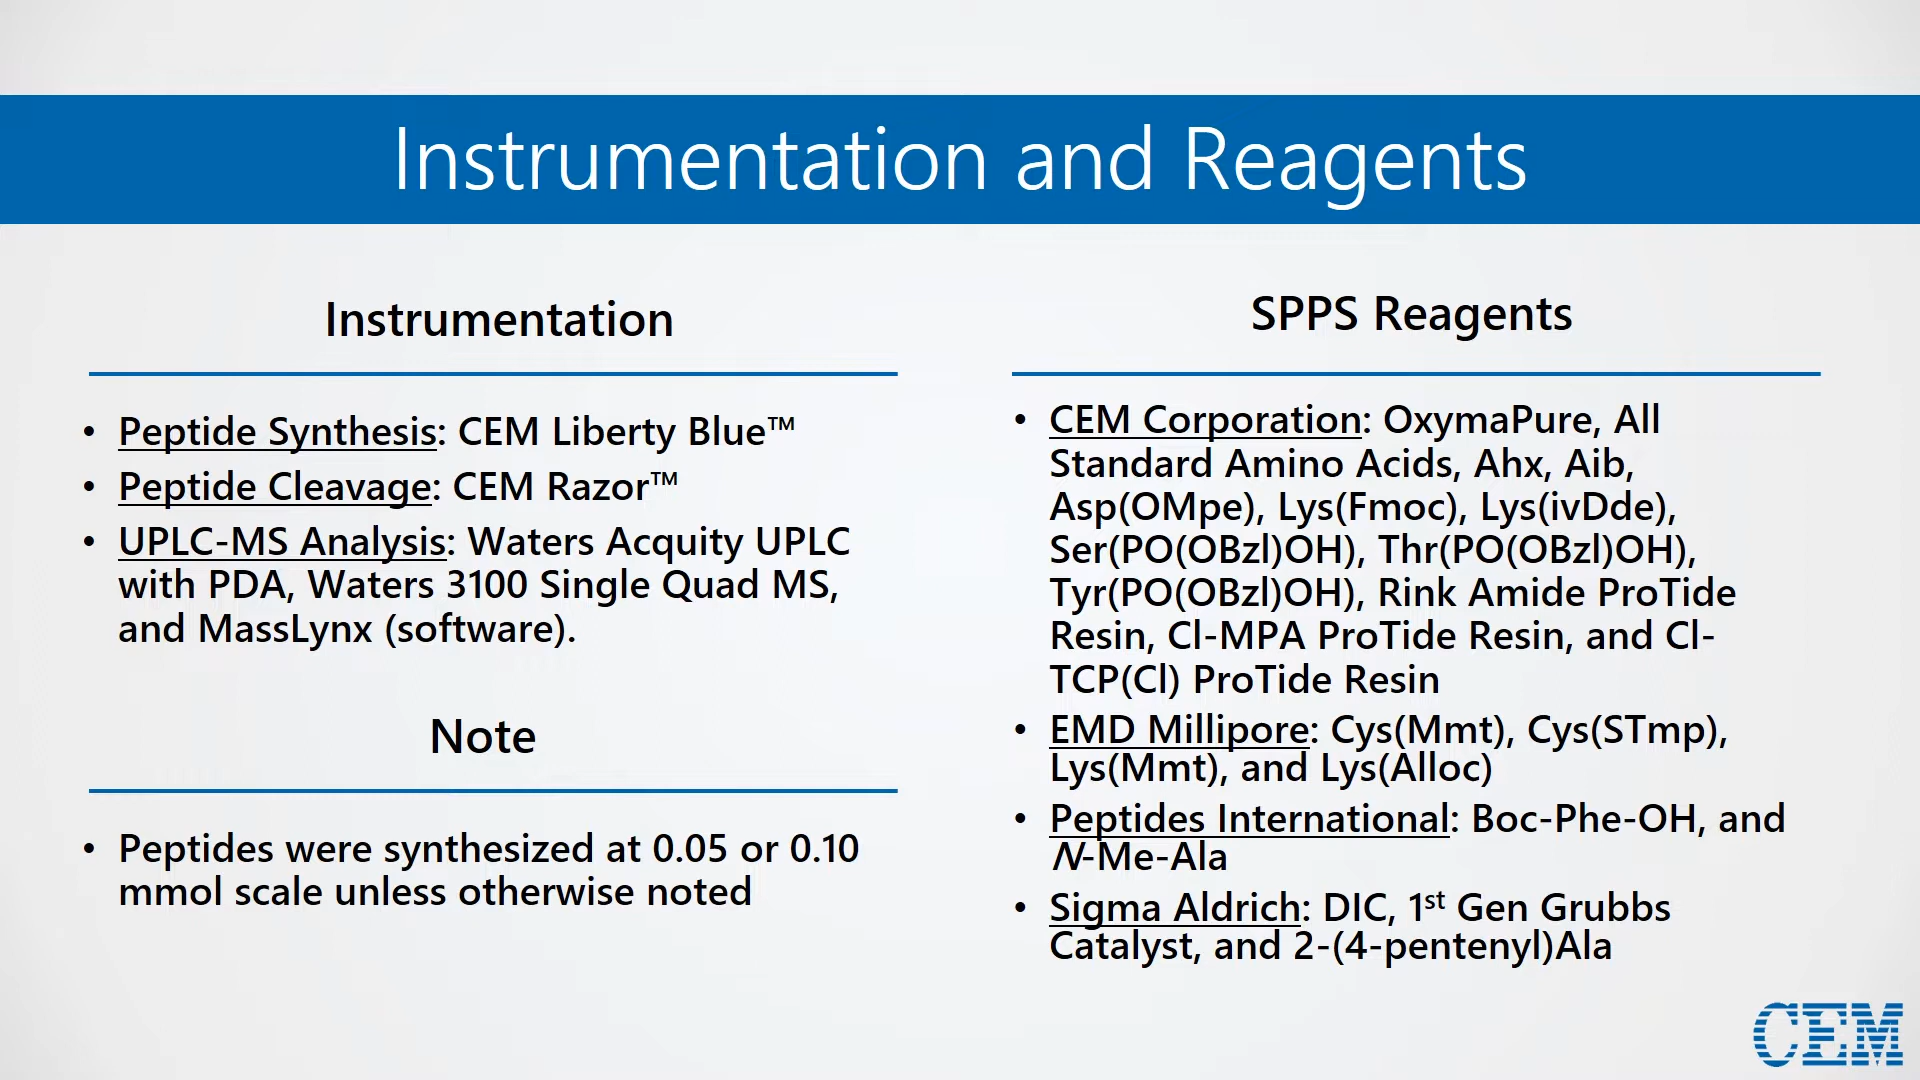 Instrumentation and Reagents
Instrumentation
• Peptide Synthesis: CEM Liberty Blue™
• Peptide Cleavage: CEM Razor™
• UPLC-MS Analysis: Waters Acquity UPLC
with PDA, Waters 3100 Single Quad MS,
and MassLynx (software).
Note
• Peptides were synthesized at 0.05 or 0.10
mmol scale unless otherwise noted
SPPS Reagents
• CEM Corporation: OxymaPure, All
Standard Amino Acids, Ahx, Aib,
Asp(OMpe), Lys(Fmoc), Lys(ivDde),
Ser(PO(OBzl)OH), Thr(PO(OBzl)OH),
Tyr(PO(OBzl)OH), Rink Amide ProTide
Resin, Cl-MPA ProTide Resin, and Cl-
TCP(Cl) ProTide Resin
• EMD Millipore: Cys(Mmt), Cys(STmp),
Lys(Mmt), and Lys(Alloc)
• Peptides International: Boc-Phe-OH, and
N-Me-Ala
• Sigma Aldrich: DIC, 1st Gen Grubbs
Catalyst, and 2-(4-pentenyl)Ala
CEM